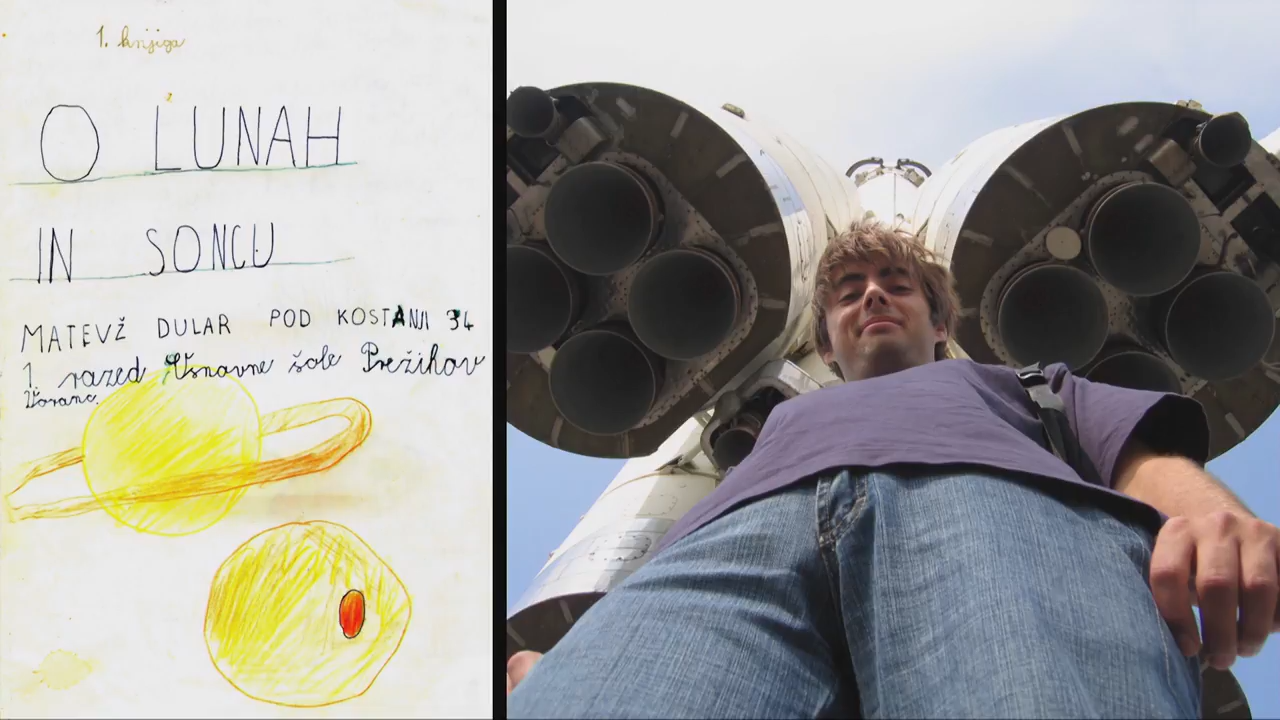 1. knjiga
O LUNAH
IN SONCU
MATEVŽ DULAR POD KOSTANJI 34
1. razed Osnovne šole Prežihov
Voranc.